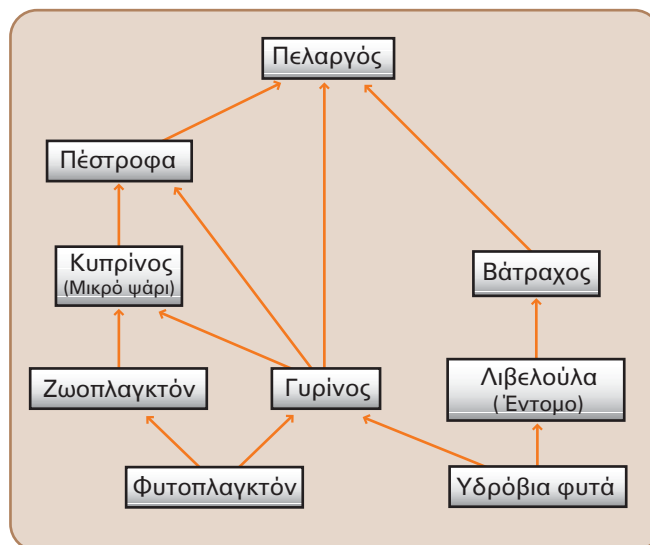 Πελαργός
Πέστροφα
Κυπρίνος
(Μικρό ψάρι)
Βάτραχος
Ζωοπλαγκτόν
Γυρίνος
Λιβελούλα
(Έντομο)
Φυτοπλαγκτόν
Υδρόβια φυτά